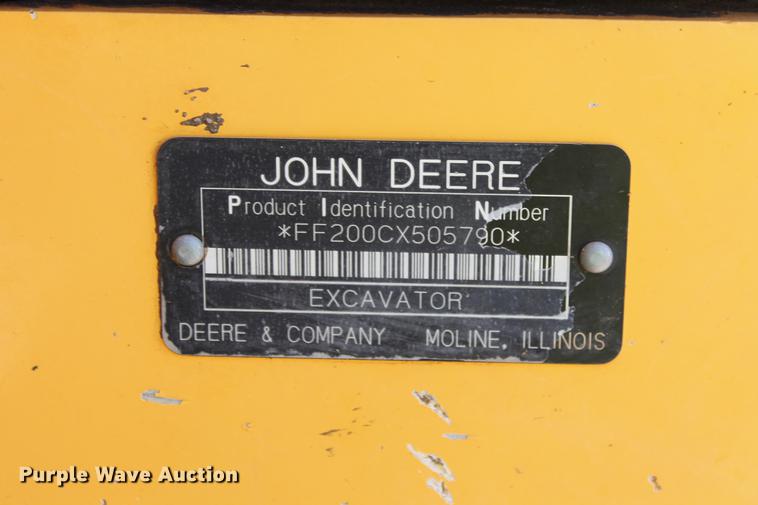 JOHN DEERE
Product Identification Number
*FF200CX505790*
EXCAVATOR
DEERE & COMPANY MOLINE, ILLINOIS
Purple Wave Auction